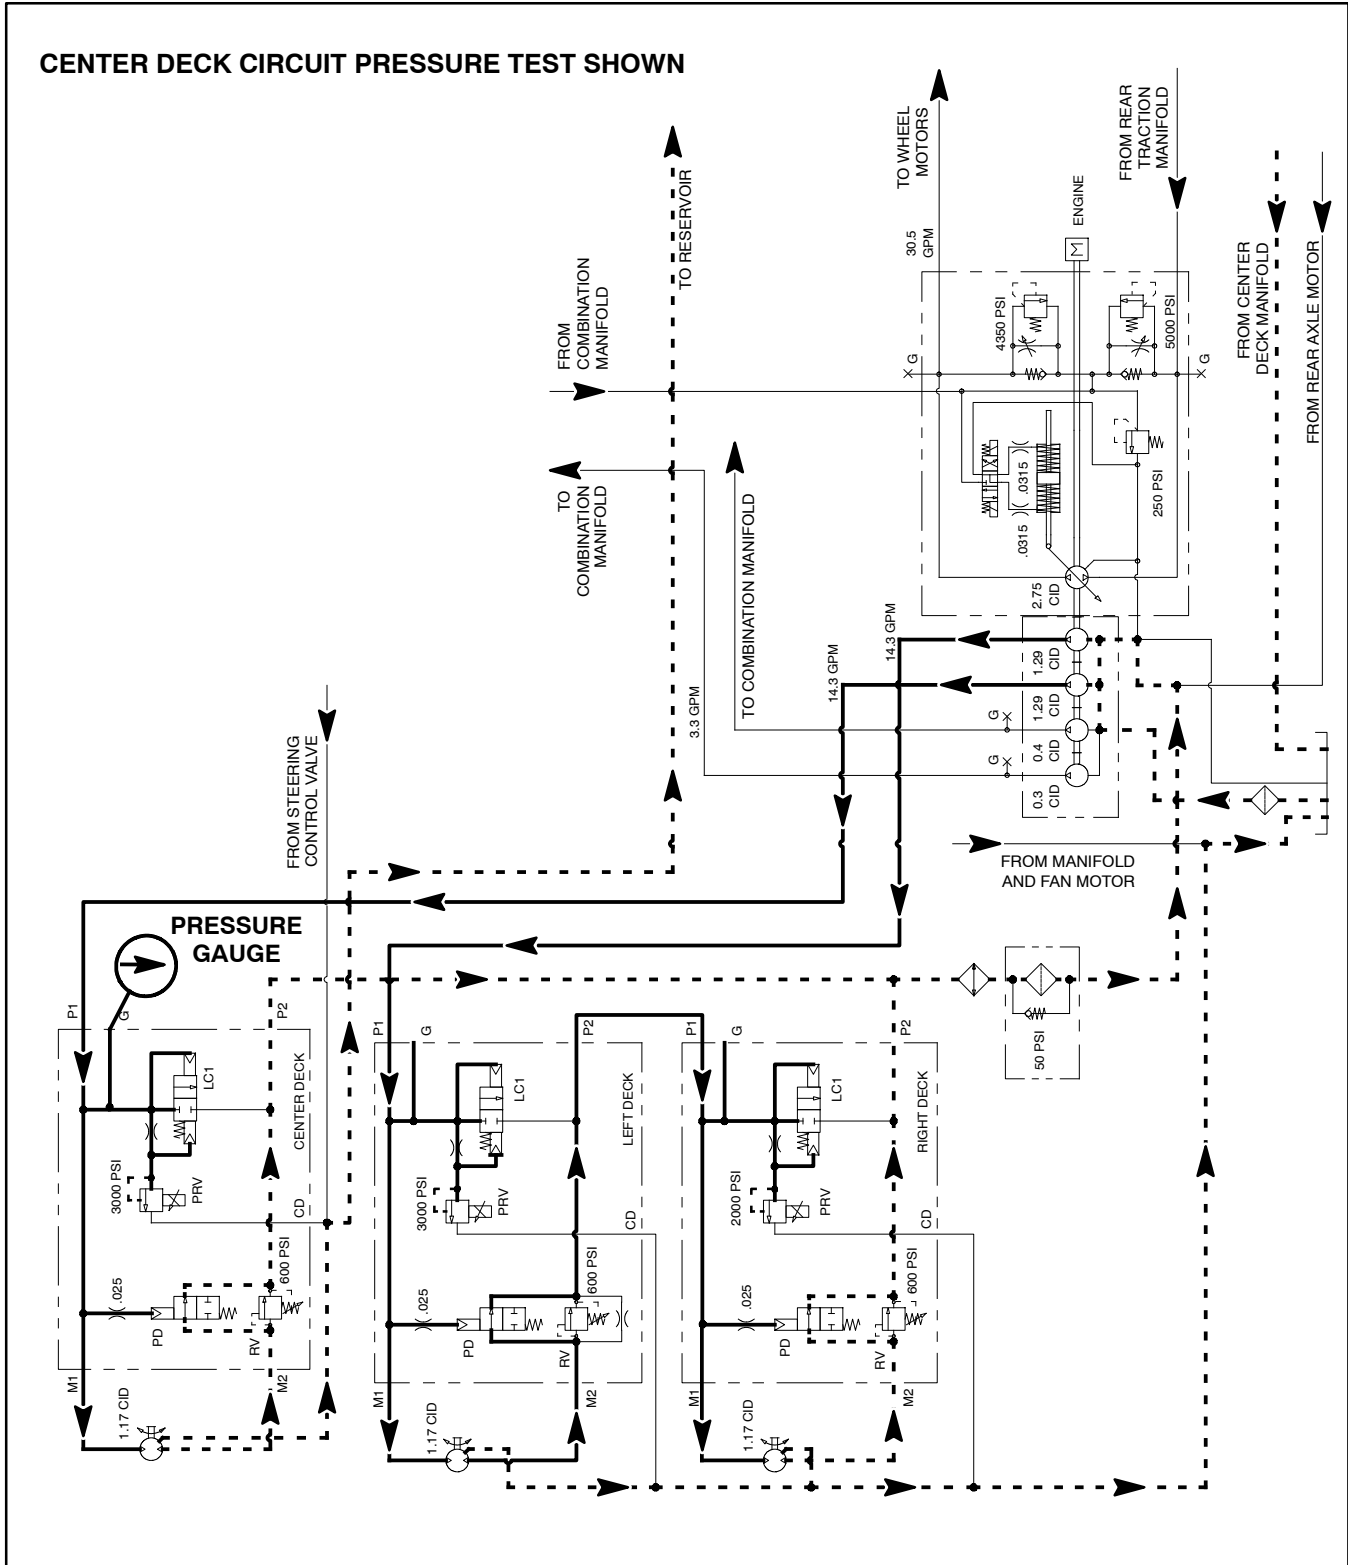 CENTER DECK CIRCUIT PRESSURE TEST SHOWN
TO WHEEL
MOTORS
FROM REAR
TRACTION
MANIFOLD
TO RESERVOIR
ENGINE
M
30.5
GPM
FROM
COMBINATION
MANIFOLD
4350 PSI
5000 PSI
G
G
FROM CENTER
DECK MANIFOLD
FROM REAR AXLE MOTOR
TO
COMBINATION
MANIFOLD
TO COMBINATION MANIFOLD
.0315
.0315
250 PSI
2.75
CID
14.3 GPM
14.3 GPM
3.3 GPM
1.29
CID
1.29
CID
G
0.4
CID
G
0.3
CID
FROM STEERING
CONTROL VALVE
FROM MANIFOLD
AND FAN MOTOR
PRESSURE
GAUGE
50 PSI
P1
G
P2
LC1
CENTER DECK
3000 PSI
PRV
CD
.025
600 PSI
PD
RV
M1
M2
1.17 CID
P1
G
P2
LC1
LEFT DECK
3000 PSI
PRV
CD
.025
600 PSI
PD
RV
M1
M2
1.17 CID
P1
G
P2
LC1
RIGHT DECK
2000 PSI
PRV
CD
.025
600 PSI
PD
RV
M1
M2
1.17 CID